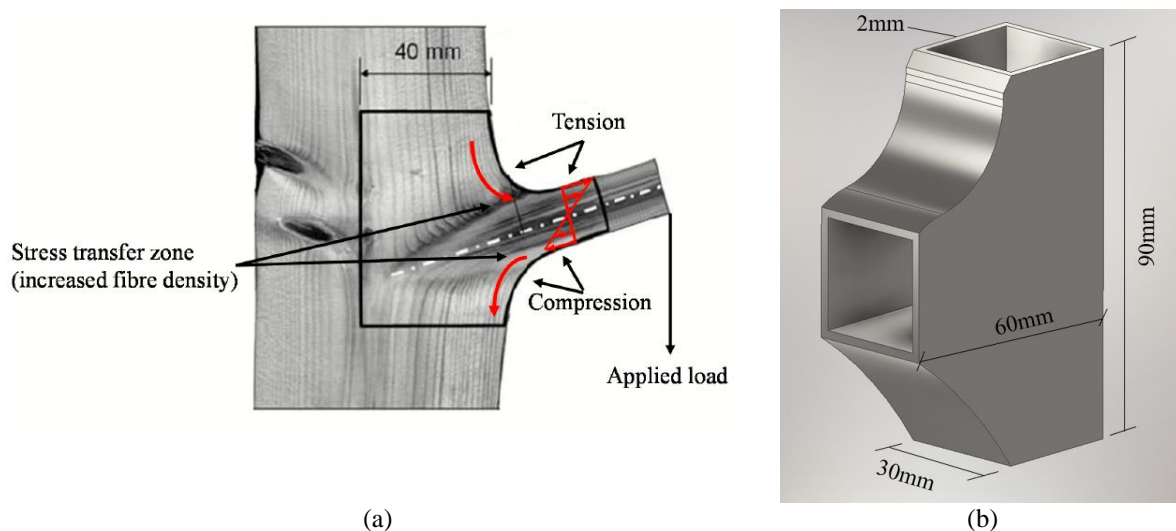 40 mm
Tension
Stress transfer zone
(increased fibre density)
Compression
Applied load
(a)
2mm
90mm
60mm
30mm
(b)